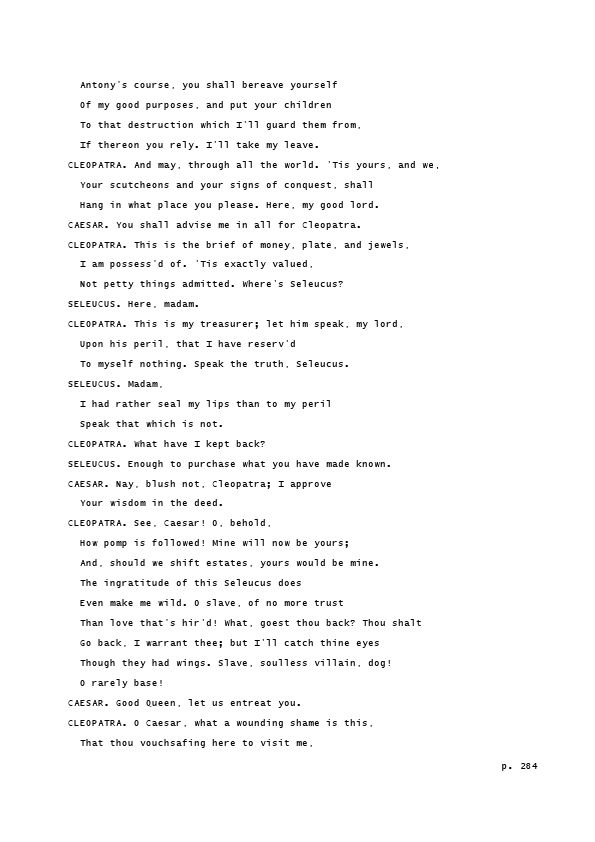 Antony's course, you shall bereave yourself
Of my good purposes, and put your children
To that destruction which I'll guard them from,
If thereon you rely. I'll take my leave.
CLEOPATRA. And may, through all the world. 'Tis yours, and we,
Your scutcheons and your signs of conquest, shall
Hang in what place you please. Here, my good lord.
CAESAR. You shall advise me in all for Cleopatra.
CLEOPATRA. This is the brief of money, plate, and jewels,
I am possess'd of. 'Tis exactly valued,
Not petty things admitted. Where's Seleucus?
SELEUCUS. Here, madam.
CLEOPATRA. This is my treasurer; let him speak, my lord,
Upon his peril, that I have reserv'd
To myself nothing. Speak the truth, Seleucus.
SELEUCUS. Madam,
I had rather seal my lips than to my peril
Speak that which is not.
CLEOPATRA. What have I kept back?
SELEUCUS. Enough to purchase what you have made known.
CAESAR. Nay, blush not, Cleopatra; I approve
Your wisdom in the deed.
CLEOPATRA. See, Caesar! O, behold,
How pomp is followed! Mine will now be yours;
And, should we shift estates, yours would be mine.
The ingratitude of this Seleucus does
Even make me wild. O slave, of no more trust
Than love that's hir'd! What, goest thou back? Thou shalt
Go back, I warrant thee; but I'll catch thine eyes
Though they had wings. Slave, soulless villain, dog!
O rarely base!
CAESAR. Good Queen, let us entreat you.
CLEOPATRA. O Caesar, what a wounding shame is this,
That thou vouchsafing here to visit me,
p. 284